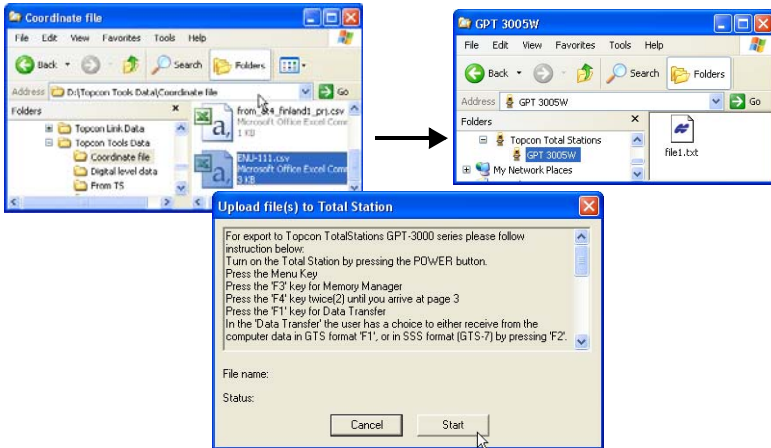 Coordinate file
File Edit View Favorites Tools Help
Back Search Folders
Address D:\Topcon Tools Data\Coordinate file Go
Folders
Topcon Link Data
Topcon Tools Data
Coordinate file
Digital level data
From TS
finland1_prj.csv
Microsoft Office Excel Comm
1 KB
ENU-111.csv
Microsoft Office Excel Comm
3 KB
GPT 3005W
File Edit View Favorites Tools Help
Back Search Folders
Address GPT 3005W Go
Folders
Topcon Total Stations
GPT 3005W
My Network Places
file1.txt
Upload file(s) to Total Station
For export to Topcon TotalStations GPT-3000 series please follow
instruction below:
Turn on the Total Station by pressing the POWER button.
Press the Menu Key
Press the 'F3' key for Memory Manager
Press the 'F4' key twice(2) until you arrive at page 3
Press the 'F1' key for Data Transfer
In the 'Data Transfer' the user has a choice to either receive from the
computer data in GTS format 'F1', or in SSS format (GTS-7) by pressing 'F2'.
File name:
Status:
Cancel Start